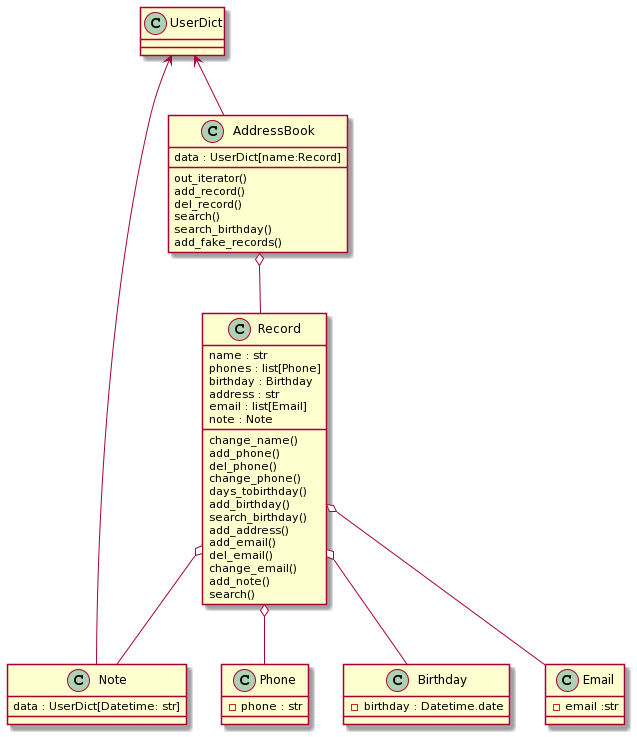 C UserDict
C AddressBook
data : UserDict[name:Record]
out_iterator()
add_record()
del_record()
search()
search_birthday()
add_fake_records()
C Record
name : str
phones : list[Phone]
birthday : Birthday
address : str
email : list[Email]
note : Note
change_name()
add_phone()
del_phone()
change_phone()
days_tobirthday()
add_birthday()
search_birthday()
add_address()
add_email()
del_email()
change_email()
add_note()
search()
C Note
data : UserDict[Datetime: str]
C Phone
phone : str
C Birthday
birthday : Datetime.date
C Email
email :str